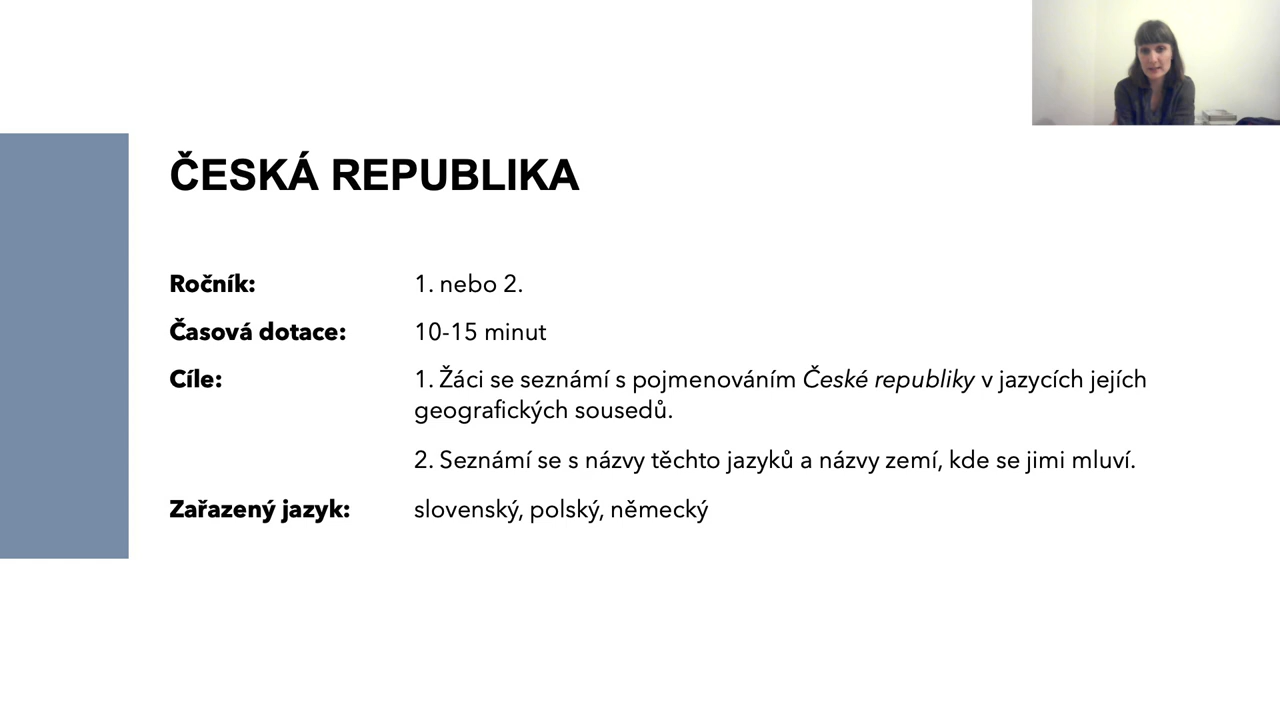 ČESKÁ REPUBLIKA
Ročník: 1. nebo 2.
Časová dotace: 10-15 minut
Cíle: 1. Žáci se seznámí s pojmenováním České republiky v jazycích jejích
geografických sousedů.
2. Seznámí se s názvy těchto jazyků a názvy zemí, kde se jimi mluví.
Zařazený jazyk: slovenský, polský, německý